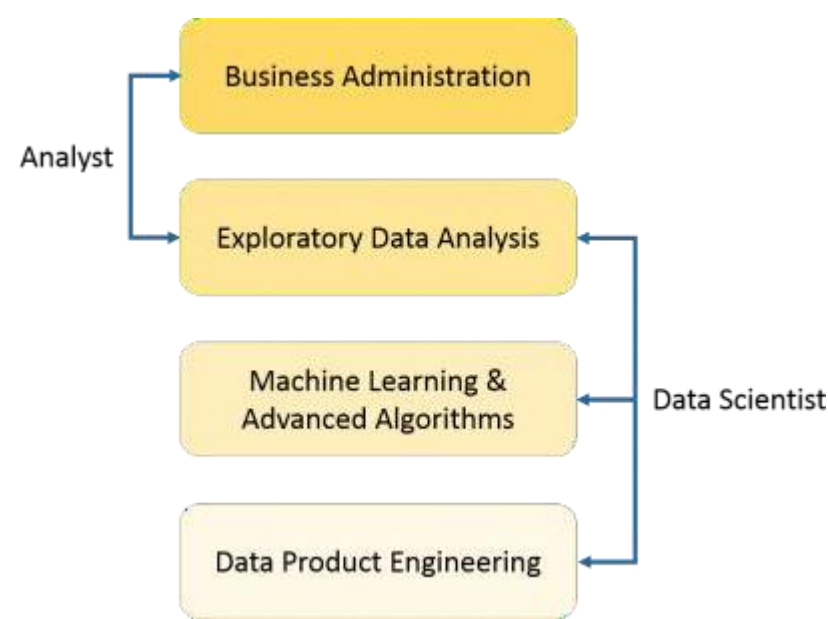 Business Administration
Analyst
Exploratory Data Analysis
Machine Learning &
Advanced Algorithms
Data Scientist
Data Product Engineering